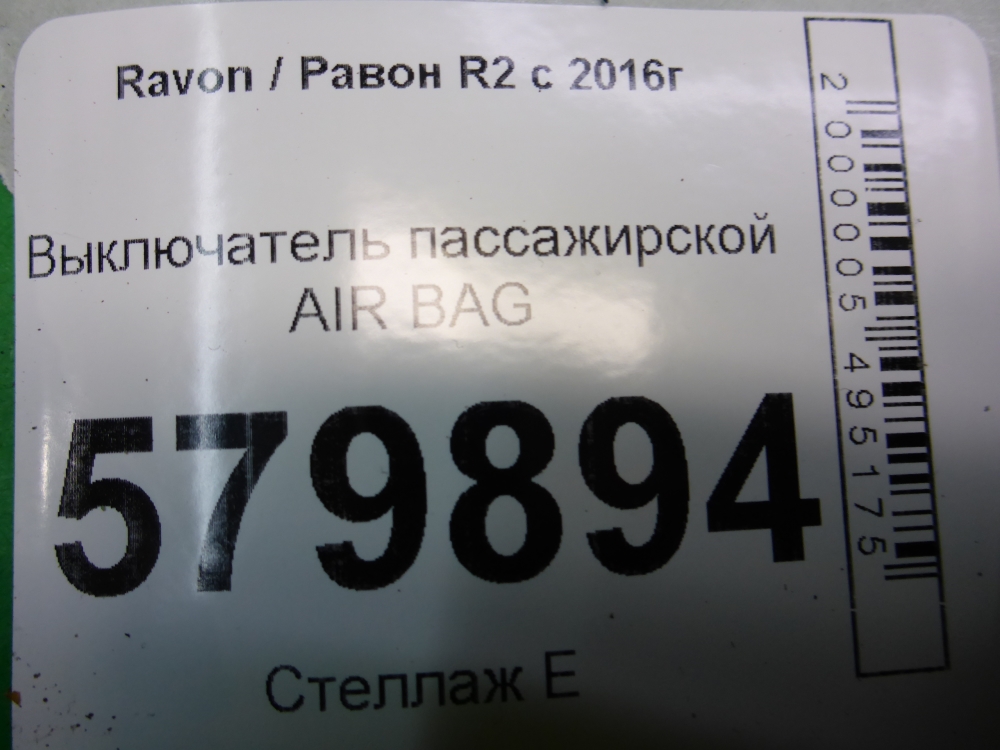 Ravon / Равон R2 с 2016г
Выключатель пассажирской
AIR BAG
579894
Стеллаж E
2000005495175